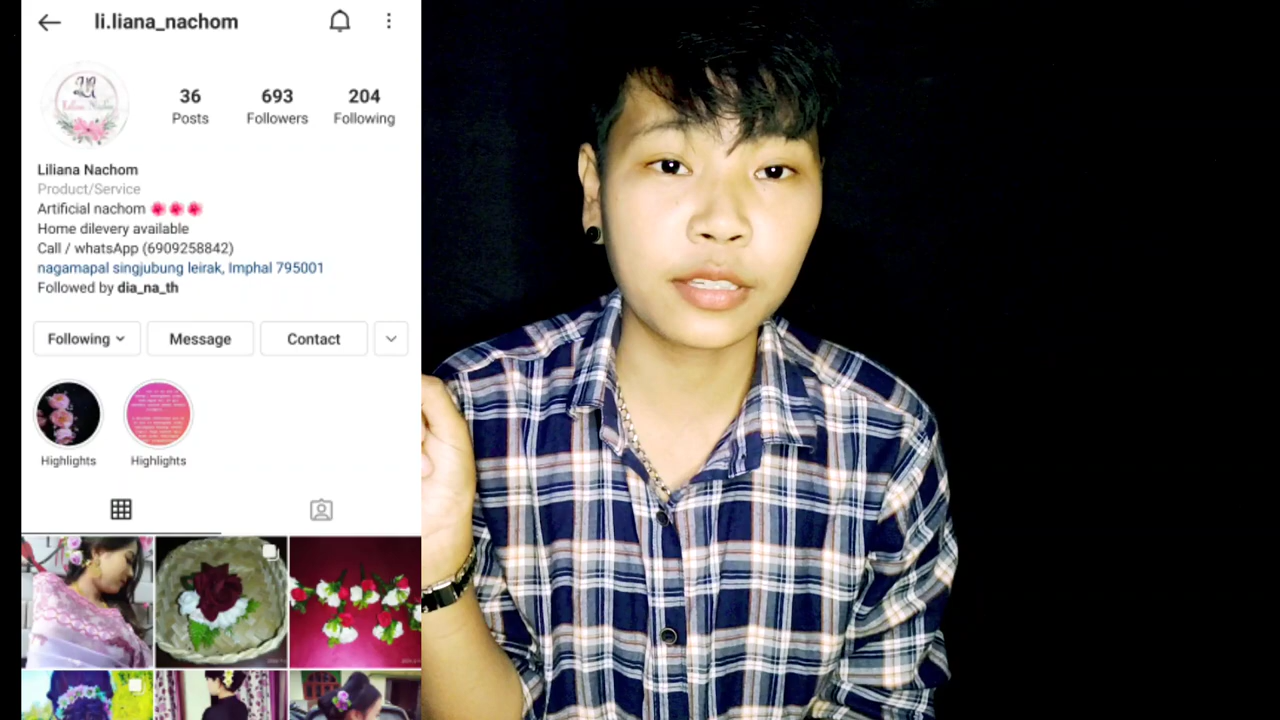 li.liana_nachom
36
693
204
Posts
Followers
Following
Liliana Nachom
Product/Service
Artificial nachom 🌺🌺🌺
Home dilevery available
Call / whatsApp (6909258842)
nagamapal singjubung leirak, Imphal 795001
Followed by dia_na_th
Following
Message
Contact
Highlights
Highlights